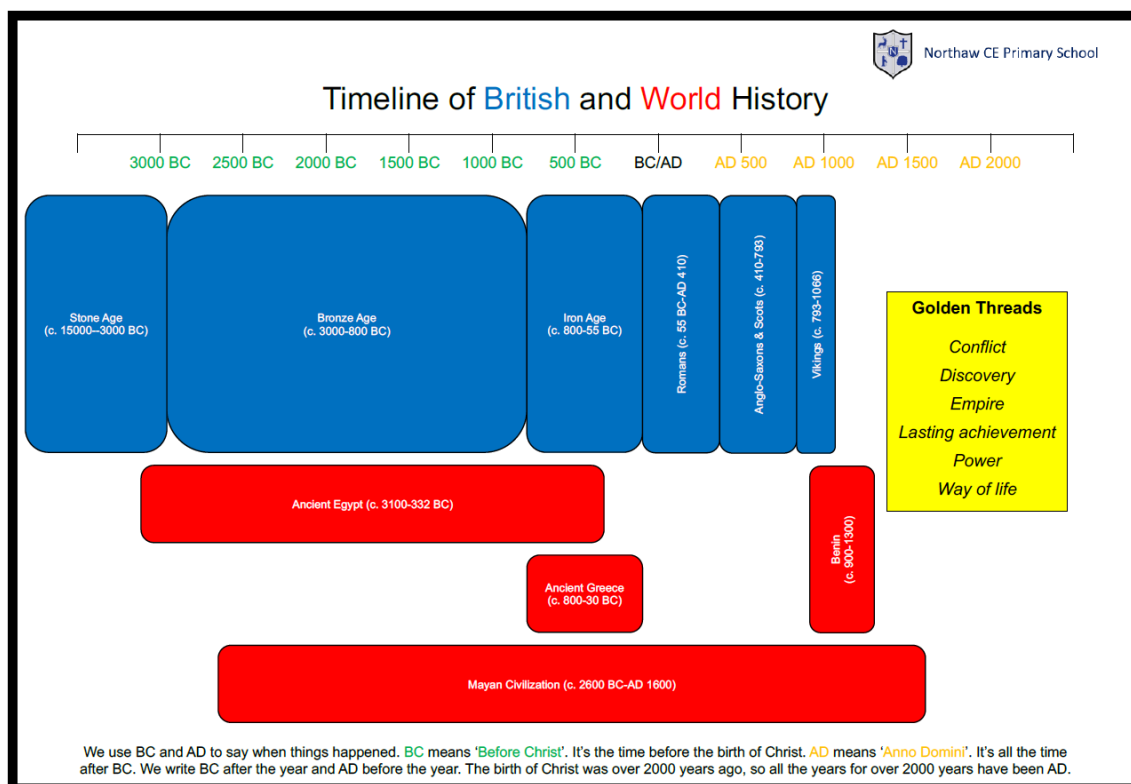 Northaw CE Primary School
N
Timeline of British and World History
3000 BC 2500 BC 2000 BC 1500 BC 1000 BC 500 BC BC/AD AD 500 AD 1000 AD 1500 AD 2000
Stone Age
(c. 15000–3000 BC)
Bronze Age
(c. 3000-800 BC)
Iron Age
(c. 800-55 BC)
Romans (c. 55 BC-AD 410)
Anglo-Saxons & Scots (c. 410-793)
Vikings (c. 793-1066)
Golden Threads
Conflict
Discovery
Empire
Lasting achievement
Power
Way of life
Ancient Egypt (c. 3100-332 BC)
Benin
(c. 900-1300)
Ancient Greece
(c. 800-30 BC)
Mayan Civilization (c. 2600 BC-AD 1600)
We use BC and AD to say when things happened. BC means ‘Before Christ’. It’s the time before the birth of Christ. AD means ‘Anno Domini’. It’s all the time
after BC. We write BC after the year and AD before the year. The birth of Christ was over 2000 years ago, so all the years for over 2000 years have been AD.